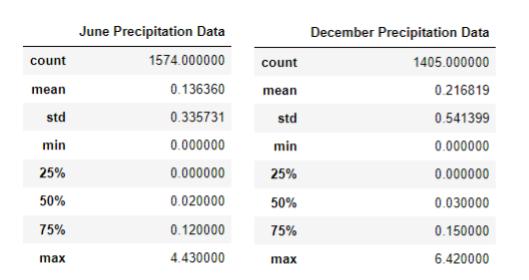 June Precipitation Data
count 1574.000000
mean 0.136360
std 0.335731
min 0.000000
25% 0.000000
50% 0.020000
75% 0.120000
max 4.430000
December Precipitation Data
count 1405.000000
mean 0.216819
std 0.541399
min 0.000000
25% 0.000000
50% 0.030000
75% 0.150000
max 6.420000